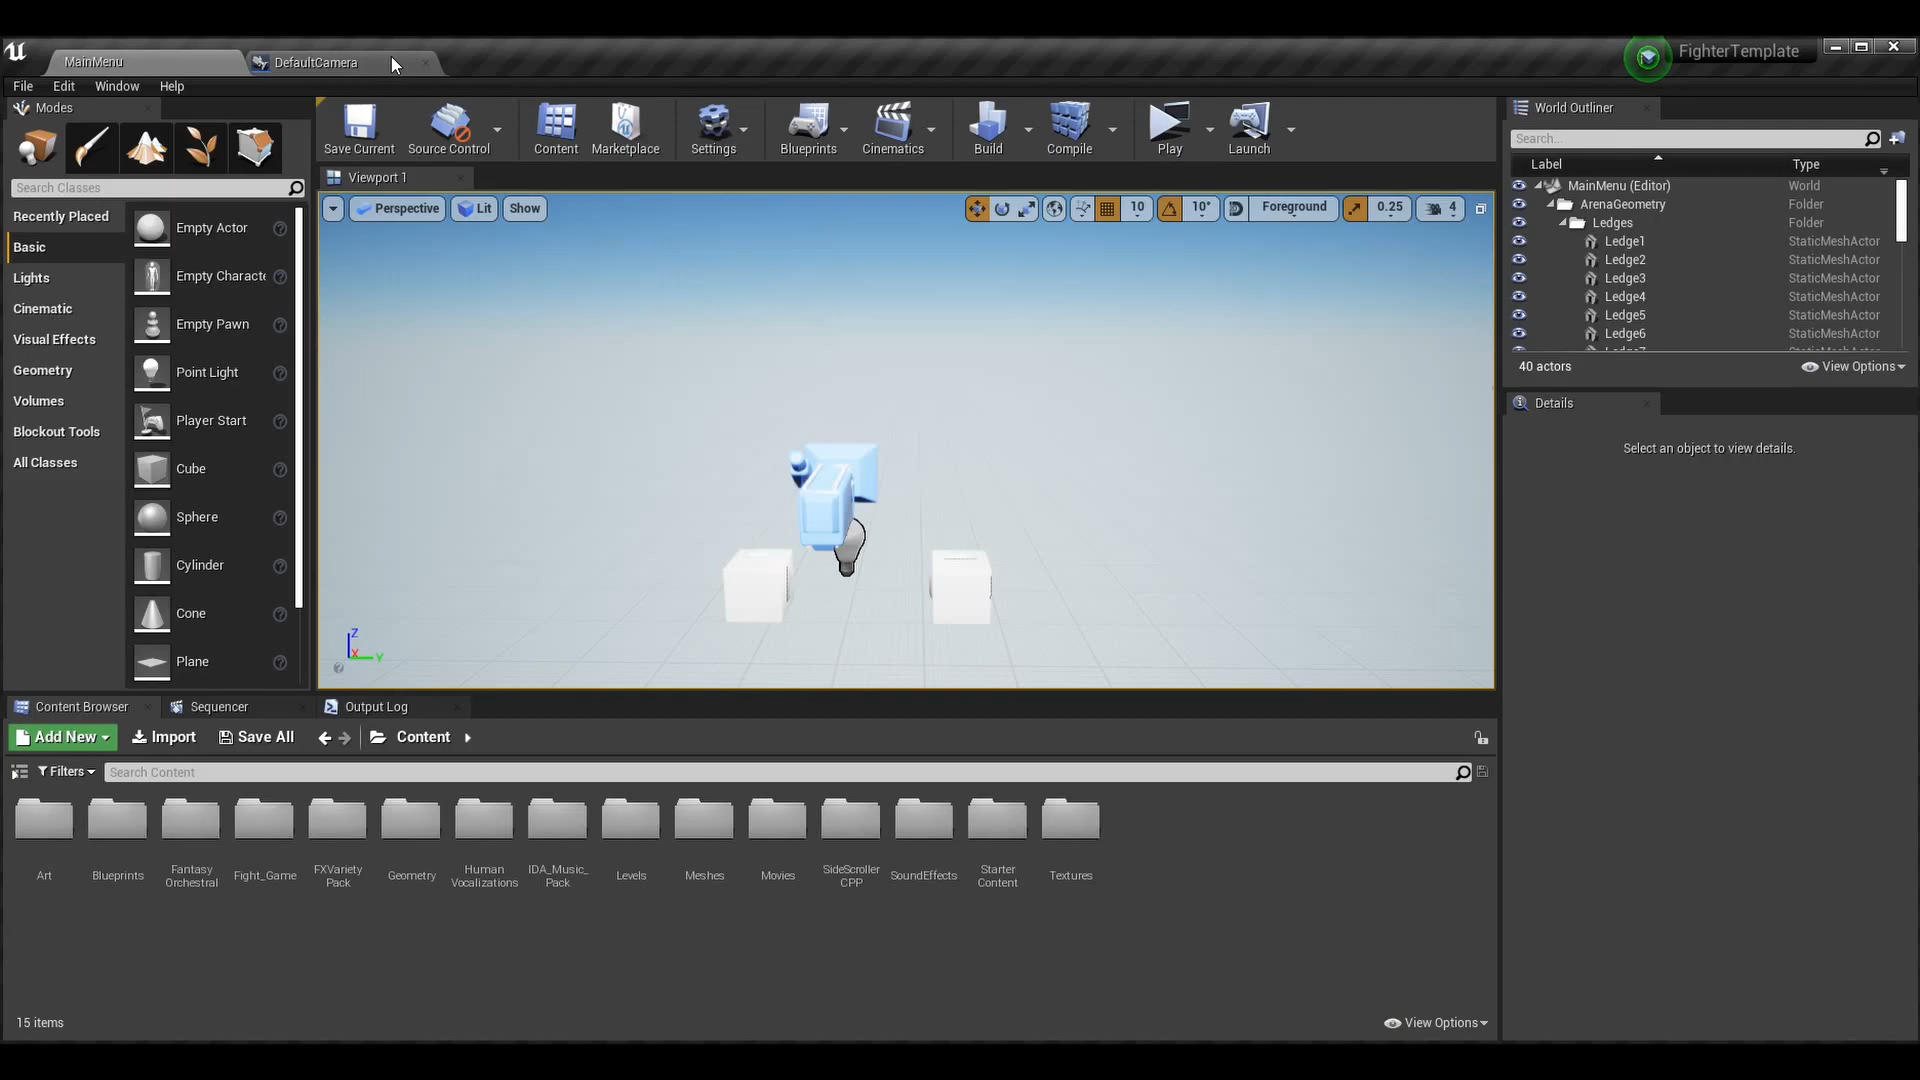 MainMenu
DefaultCamera
FighterTemplate
File Edit Window Help
Modes
Save Current
Source Control
Content
Marketplace
Settings
Blueprints
Cinematics
Build
Compile
Play
Launch
World Outliner
Search Classes
Search...
Viewport 1
Label
Type
Perspective
Lit
Show
10
10°
Foreground
0.25
4
MainMenu (Editor) World
ArenaGeometry Folder
Ledges Folder
Ledge1 StaticMeshActor
Ledge2 StaticMeshActor
Ledge3 StaticMeshActor
Ledge4 StaticMeshActor
Ledge5 StaticMeshActor
Ledge6 StaticMeshActor
40 actors
View Options
Details
Select an object to view details.
Recently Placed
Basic
Lights
Cinematic
Visual Effects
Geometry
Volumes
Blockout Tools
All Classes
Empty Actor
Empty Characte
Empty Pawn
Point Light
Player Start
Cube
Sphere
Cylinder
Cone
Plane
Z
X
Y
Content Browser
Sequencer
Output Log
Add New
Import
Save All
Content
Filters
Search Content
Art
Blueprints
Fantasy
Orchestral
Fight_Game
FXVariety
Pack
Geometry
Human
Vocalizations
IDA_Music_
Pack
Levels
Meshes
Movies
SideScroller
CPP
SoundEffects
Starter
Content
Textures
15 items
View Options